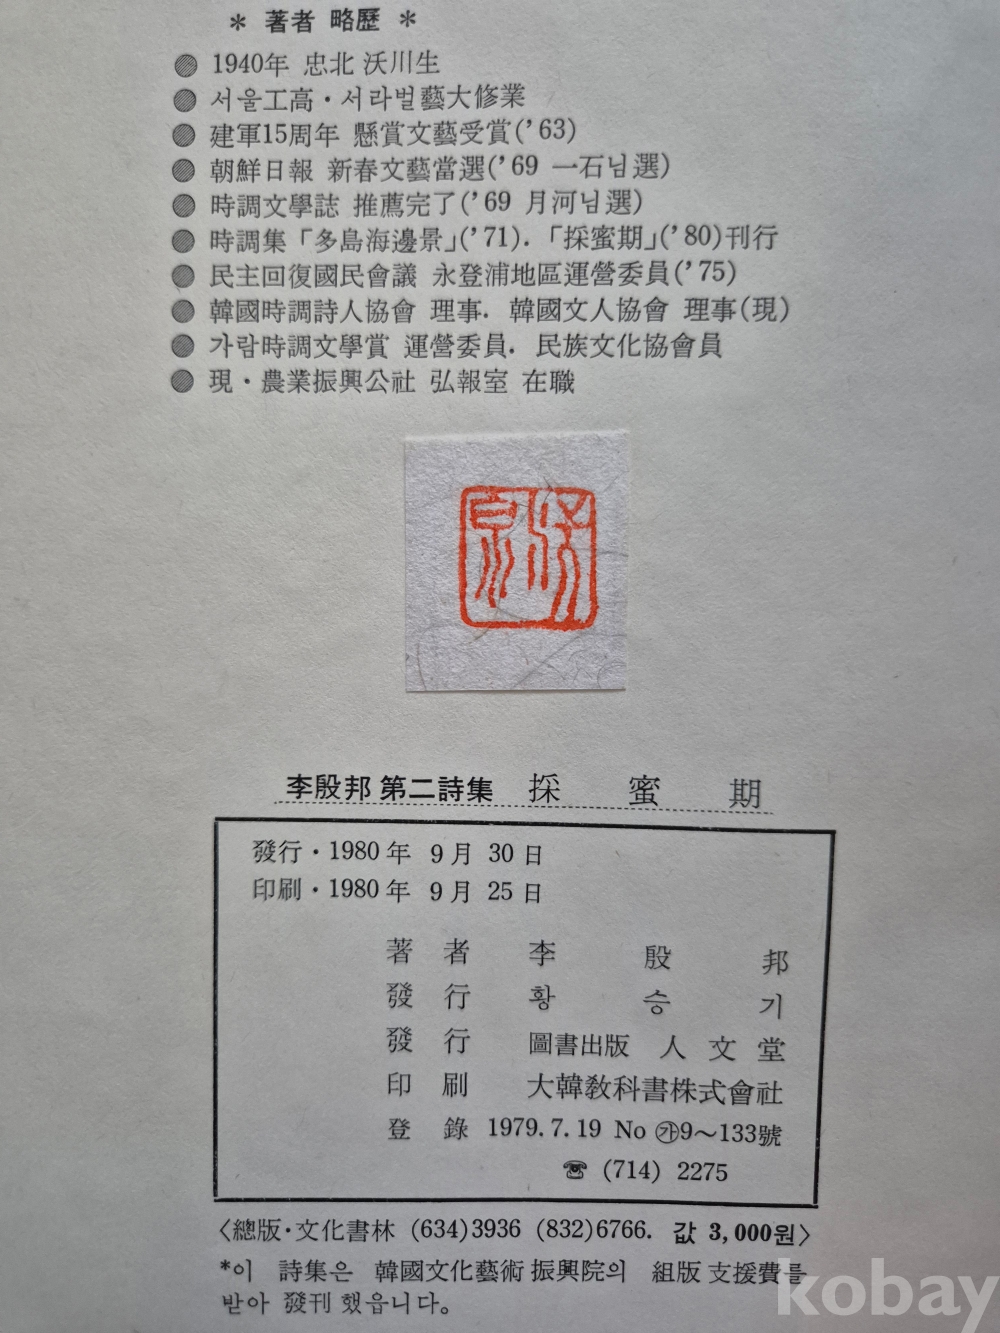 * 著者 略歷 *
1940年 忠北 沃川生
서울工高・서라벌藝大修業
建軍15周年 懸賞文藝受賞('63)
朝鮮日報 新春文藝當選('69 一石님選)
時調文學誌 推薦完了('69 月河님選)
時調集「多島海邊景」('71).「採蜜期」('80)刊行
民主回復國民會議 永登浦地區運營委員('75)
韓國時調詩人協會 理事. 韓國文人協會 理事(現)
가람時調文學賞 運營委員. 民族文化協會員
現・農業振興公社 弘報室 在職
李殷邦 第二詩集 採蜜期
發行・1980年 9月 30日
印刷・1980年 9月 25日
著者 李殷邦
發行 황승기
發行 圖書出版 人文堂
印刷 大韓敎科書株式會社
登錄 1979.7.19 No ㉮9~133號
☎ (714) 2275
〈總版・文化書林 (634)3936 (832)6766. 값 3,000원〉
*이 詩集은 韓國文化藝術振興院의 組版支援費를
받아 發刊했읍니다。
kobay